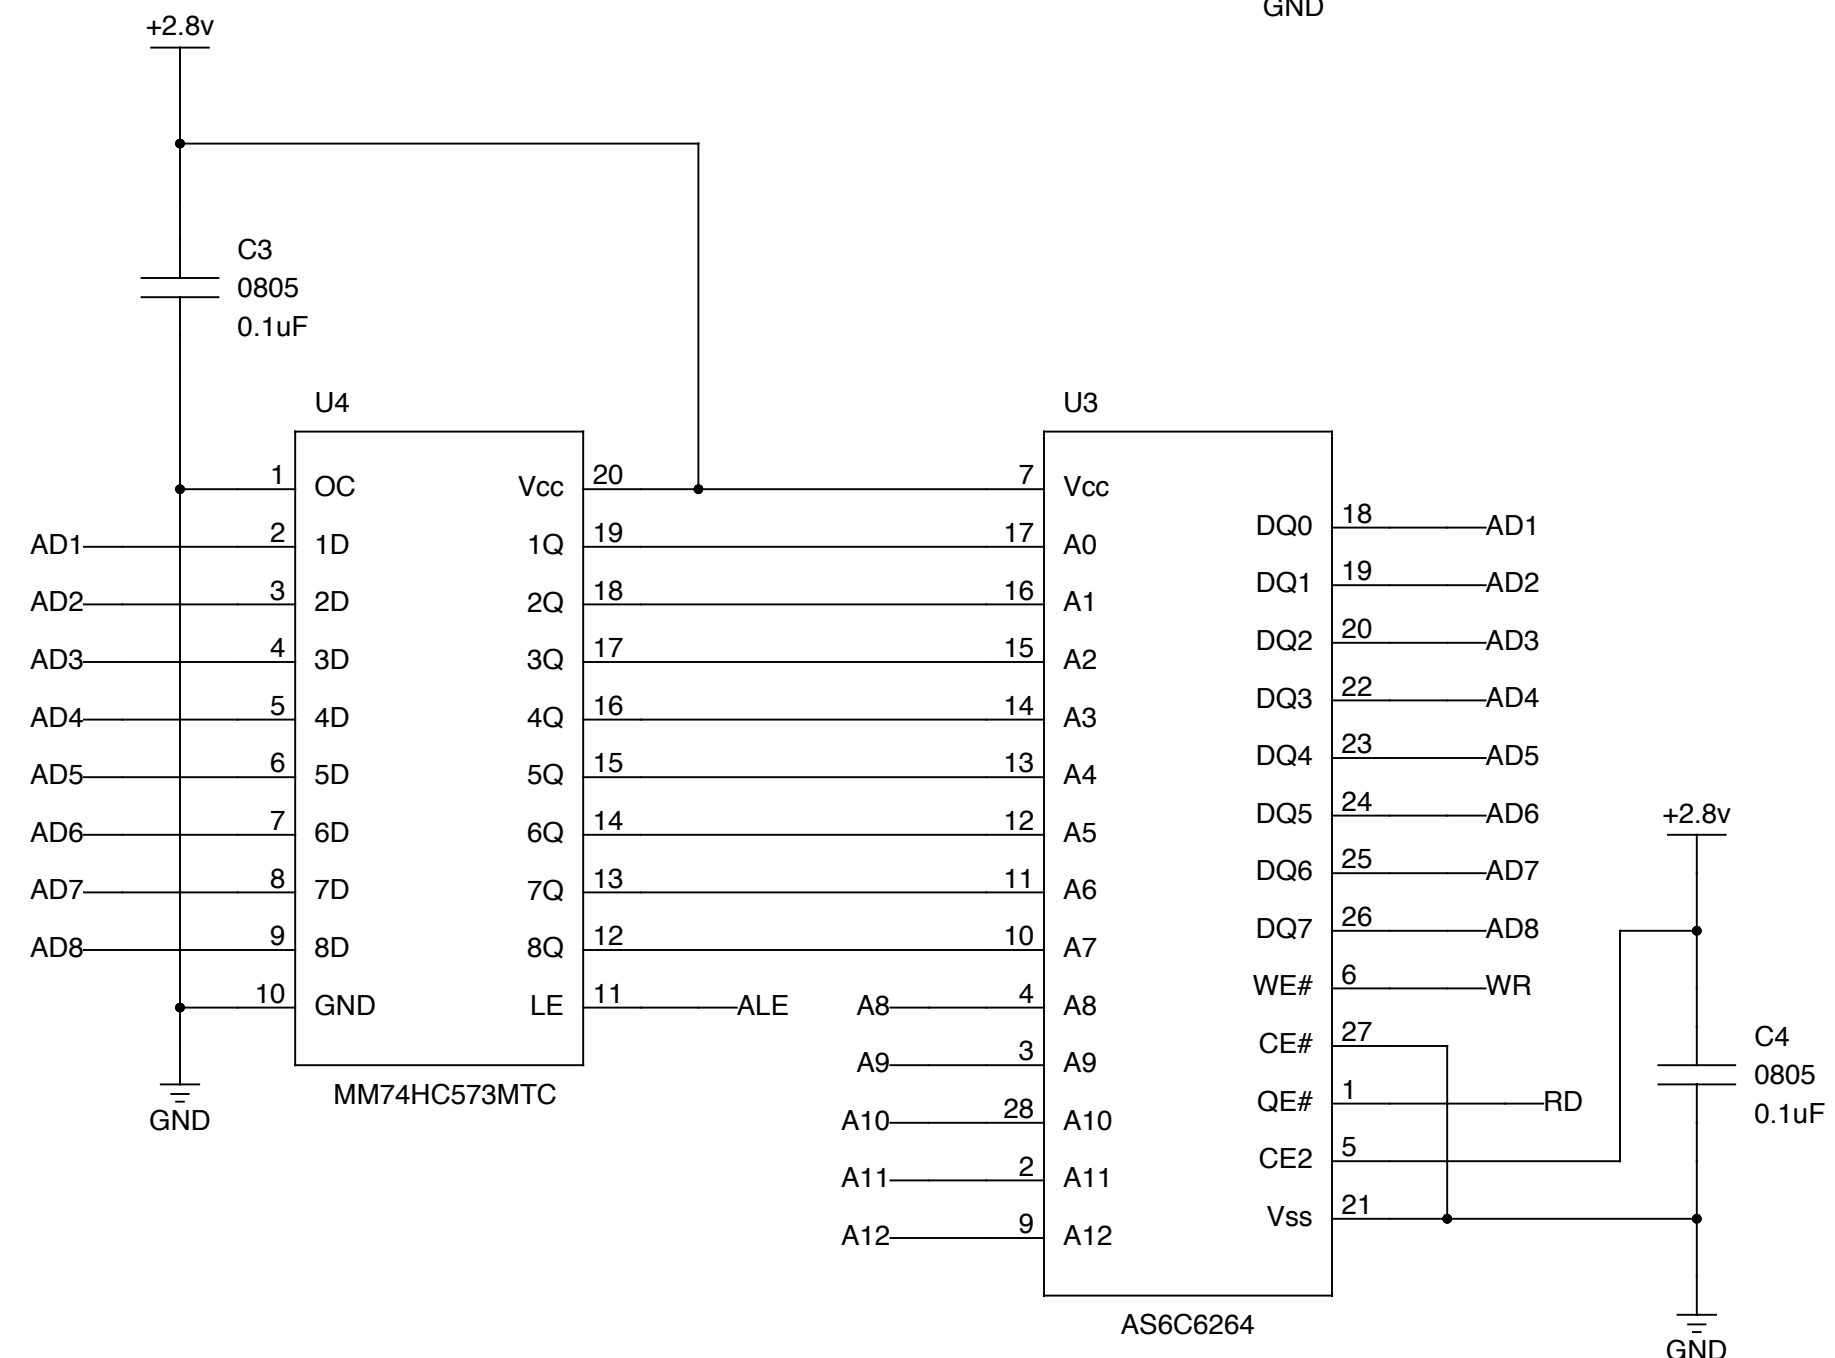 GND
+2.8v
C3
0805
0.1uF
U4
1 OC Vcc 20
AD1 2 1D 1Q 19
AD2 3 2D 2Q 18
AD3 4 3D 3Q 17
AD4 5 4D 4Q 16
AD5 6 5D 5Q 15
AD6 7 6D 6Q 14
AD7 8 7D 7Q 13
AD8 9 8D 8Q 12
10 GND LE 11 ALE
MM74HC573MTC
GND
U3
7 Vcc
17 A0
16 A1
15 A2
14 A3
13 A4
12 A5
11 A6
10 A7
A8 4 A8
A9 3 A9
A10 28 A10
A11 2 A11
A12 9 A12
DQ0 18 AD1
DQ1 19 AD2
DQ2 20 AD3
DQ3 22 AD4
DQ4 23 AD5
DQ5 24 AD6
DQ6 25 AD7
DQ7 26 AD8
WE# 6 WR
CE# 27
QE# 1 RD
CE2 5
Vss 21
AS6C6264
+2.8v
C4
0805
0.1uF
GND